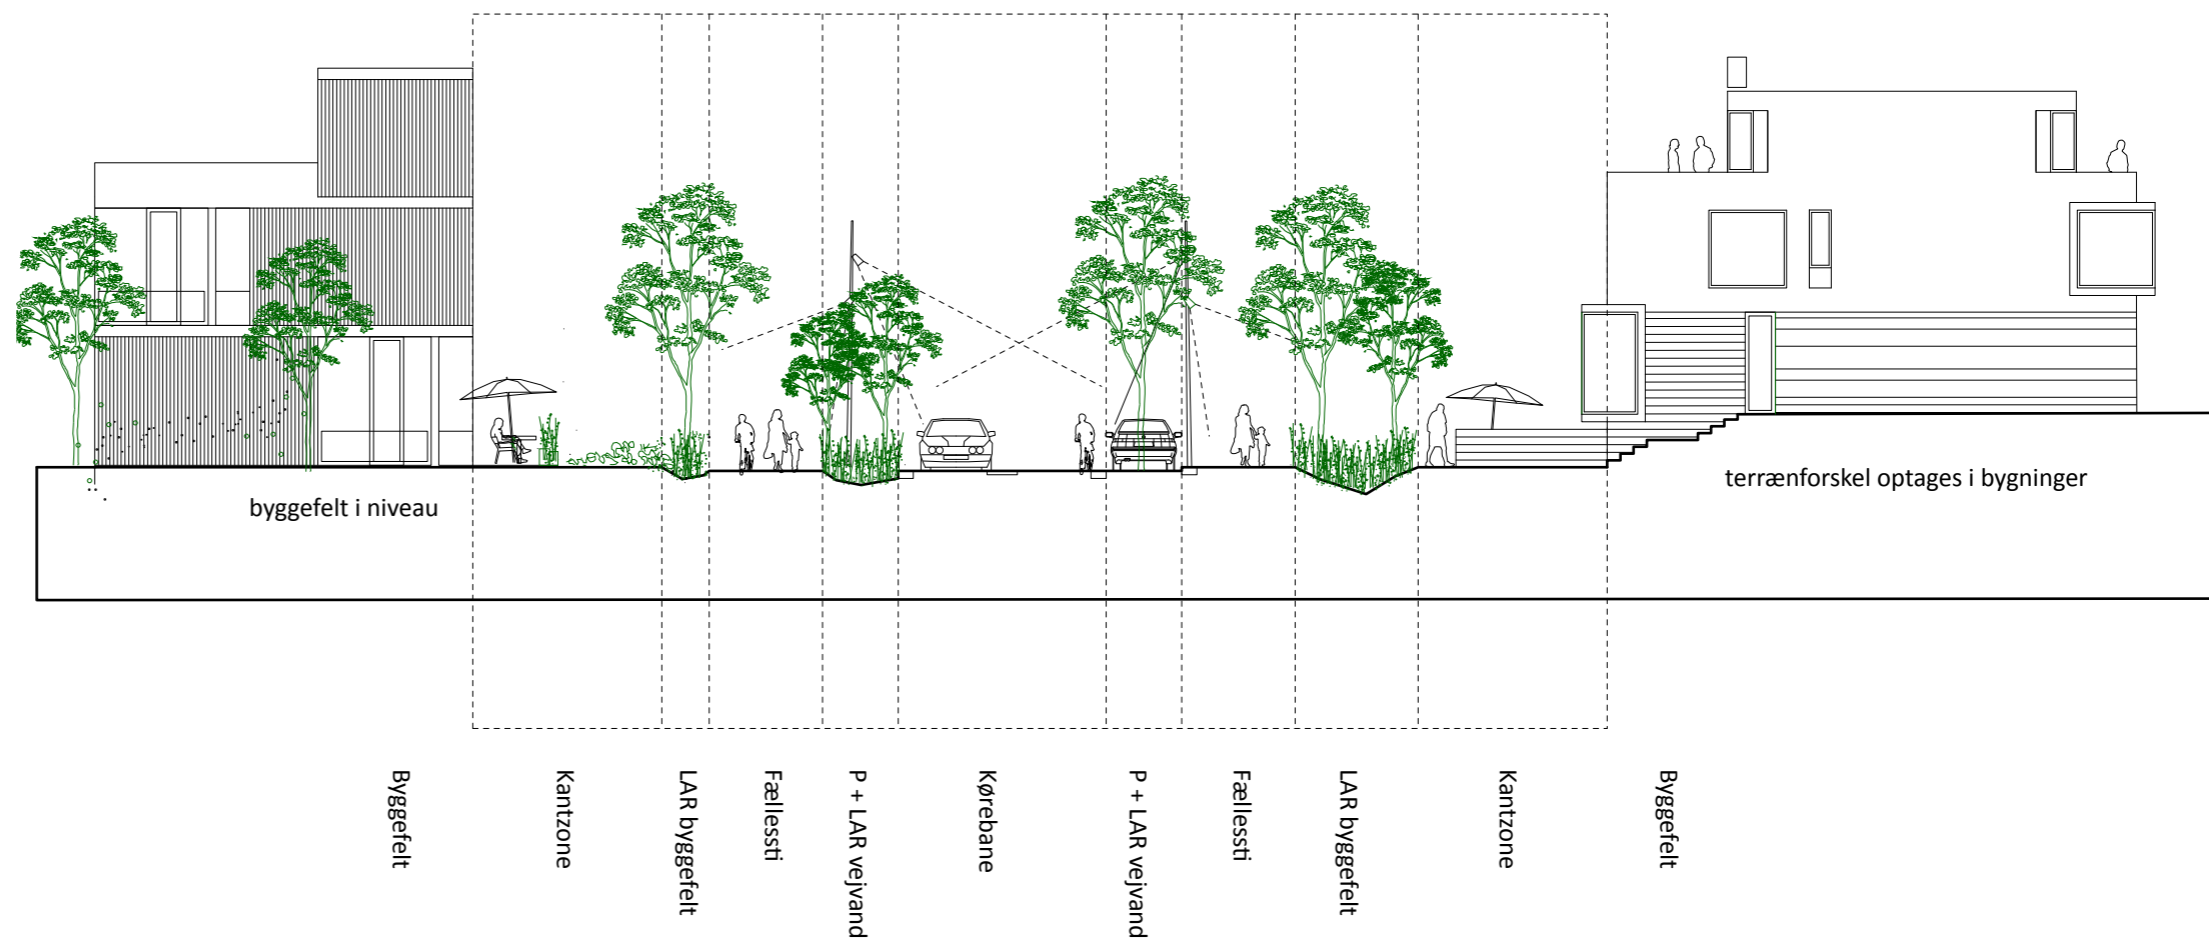 byggefelt i niveau
terrænforskel optages i bygninger
Byggefelt
Kantzone
LAR byggefelt
Fællessti
P + LAR vejvand
Kørebane
P + LAR vejvand
Fællessti
LAR byggefelt
Kantzone
Byggefelt